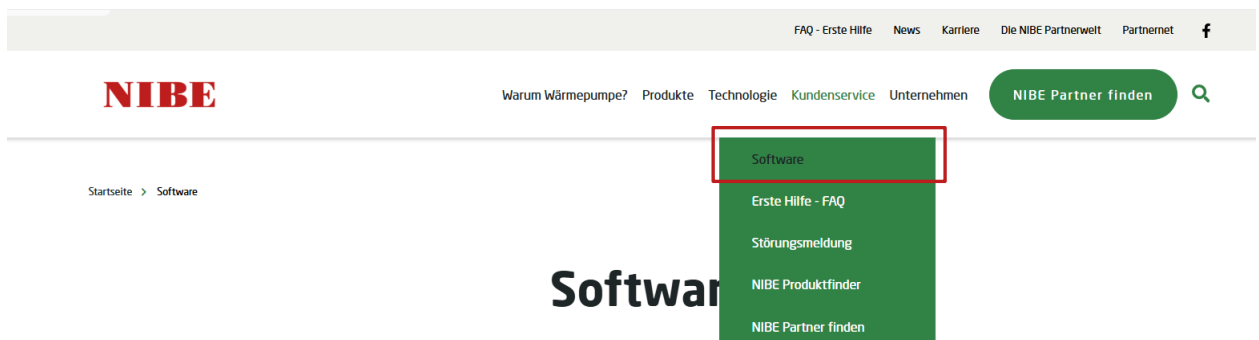 FAQ - Erste Hilfe News Karriere Die NIBE Partnerwelt Partnernet f
NIBE Warum Wärmepumpe? Produkte Technologie Kundenservice Unternehmen NIBE Partner finden
Software
Startseite > Software
Erste Hilfe - FAQ
Störungsmeldung
NIBE Produktfinder
NIBE Partner finden